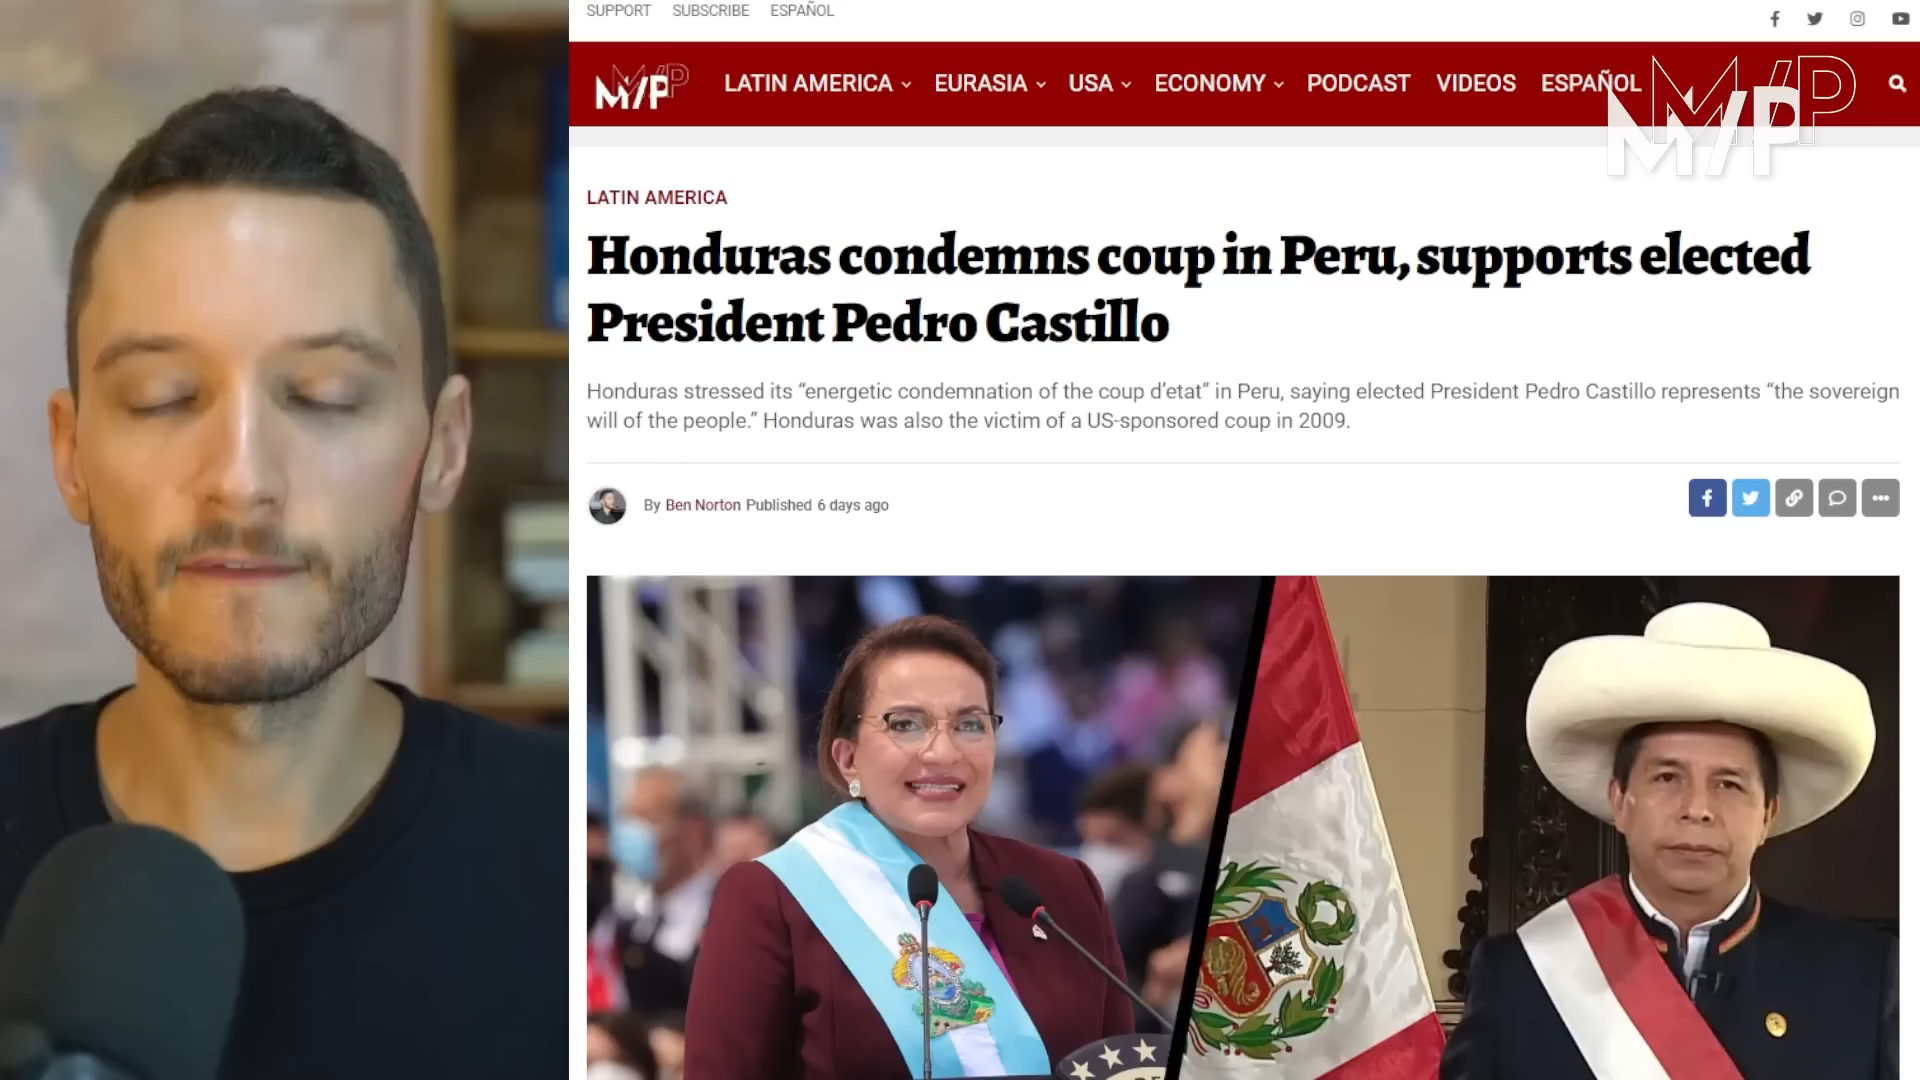 SUPPORT SUBSCRIBE ESPAÑOL
M/P LATIN AMERICA EURASIA USA ECONOMY PODCAST VIDEOS ESPAÑOL
M/P
LATIN AMERICA
Honduras condemns coup in Peru, supports elected
President Pedro Castillo
Honduras stressed its “energetic condemnation of the coup d’etat” in Peru, saying elected President Pedro Castillo represents “the sovereign
will of the people.” Honduras was also the victim of a US-sponsored coup in 2009.
By Ben Norton Published 6 days ago